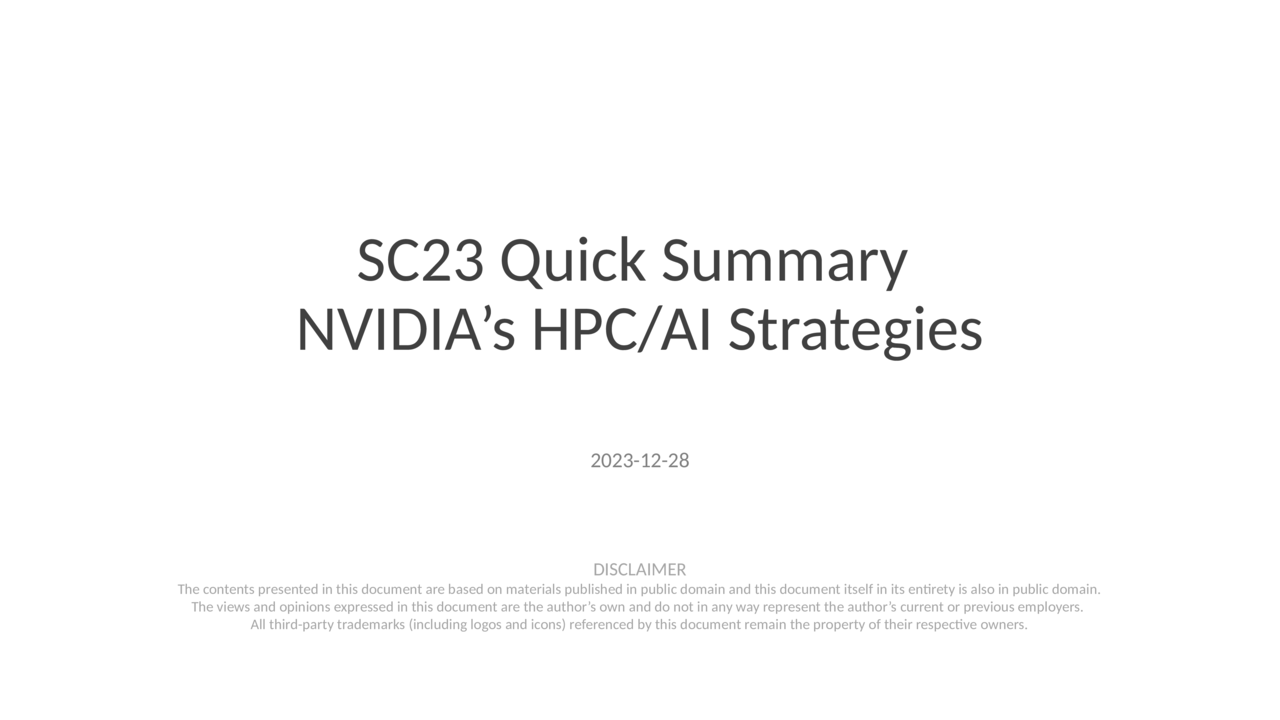 SC23 Quick Summary
NVIDIA’s HPC/AI Strategies
2023-12-28
DISCLAIMER
The contents presented in this document are based on materials published in public domain and this document itself in its entirety is also in public domain.
The views and opinions expressed in this document are the author’s own and do not in any way represent the author’s current or previous employers.
All third-party trademarks (including logos and icons) referenced by this document remain the property of their respective owners.